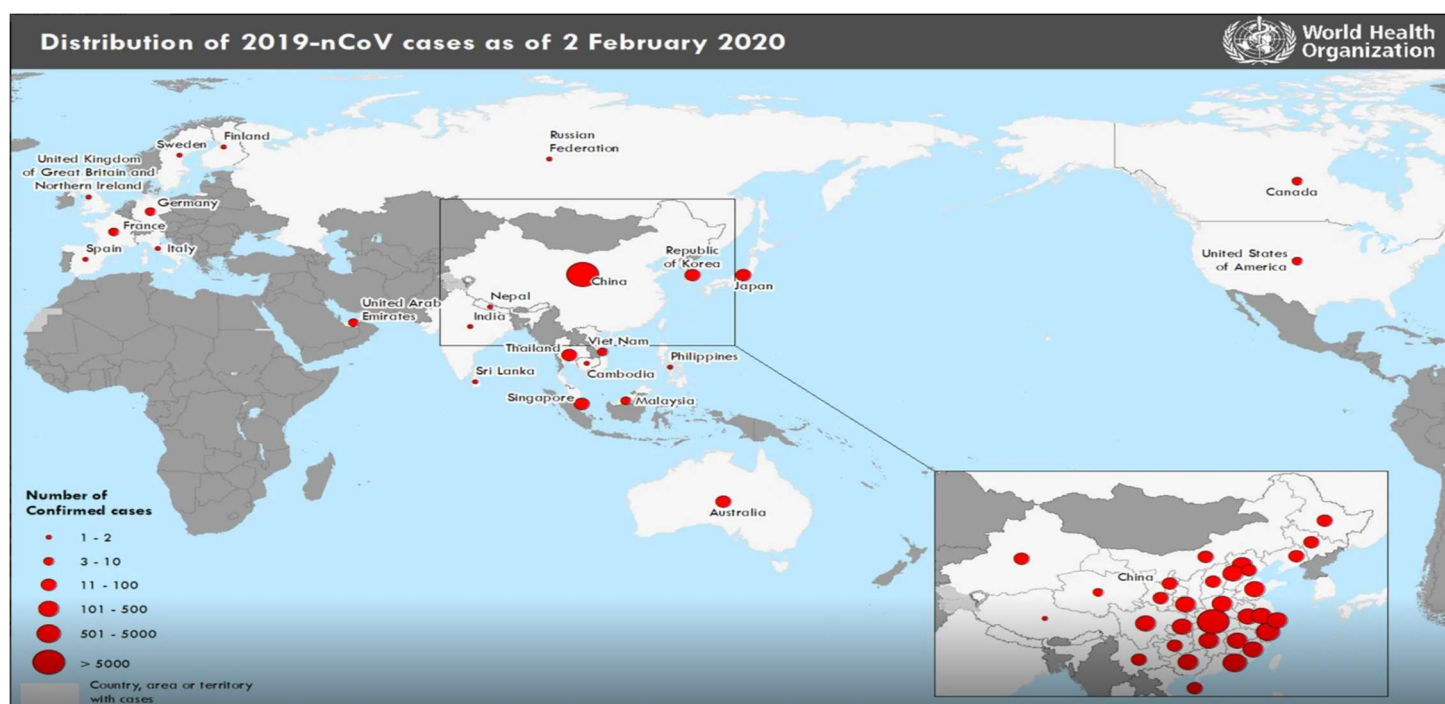 Distribution of 2019-nCoV cases as of 2 February 2020
World Health
Organization
Finland
Sweden
Russian
Federation
United Kingdom
of Great Britain and
Northern Ireland
Germany
France
Spain
Italy
Canada
United States
of America
Republic
of Korea
China
Japan
Nepal
India
United Arab
Emirates
Thailand
Viet Nam
Philippines
Sri Lanka
Cambodia
Singapore
Malaysia
Australia
China
Number of
Confirmed cases
1 - 2
3 - 10
11 - 100
101 - 500
501 - 5000
> 5000
Country, area or territory
with cases